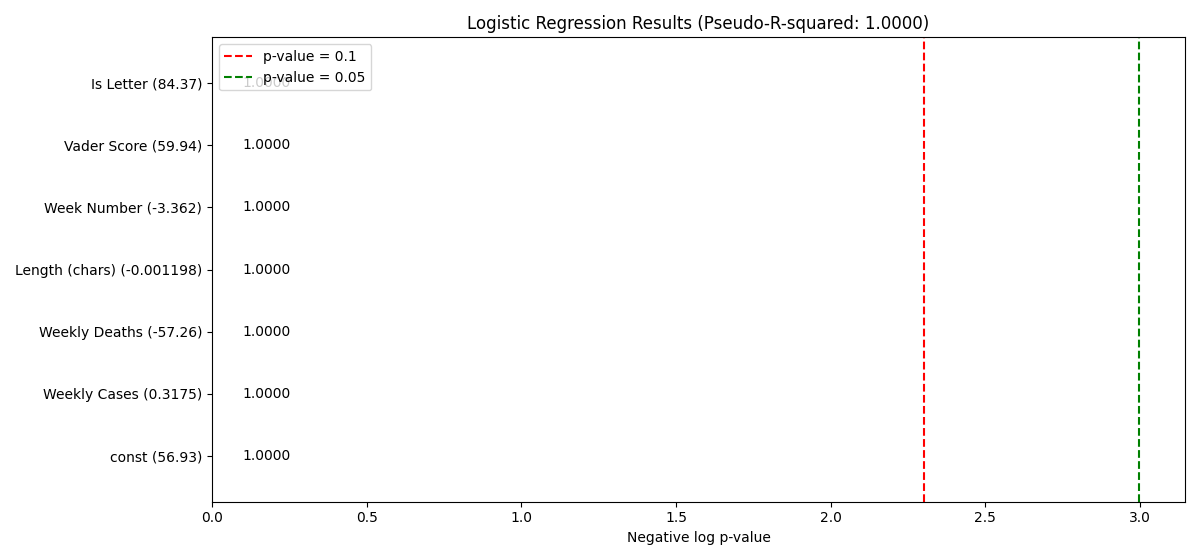 Logistic Regression Results (Pseudo-R-squared: 1.0000)
p-value = 0.1
p-value = 0.05
Is Letter (84.37) 1.0000
Vader Score (59.94) 1.0000
Week Number (-3.362) 1.0000
Length (chars) (-0.001198) 1.0000
Weekly Deaths (-57.26) 1.0000
Weekly Cases (0.3175) 1.0000
const (56.93) 1.0000
0.0 0.5 1.0 1.5 2.0 2.5 3.0
Negative log p-value